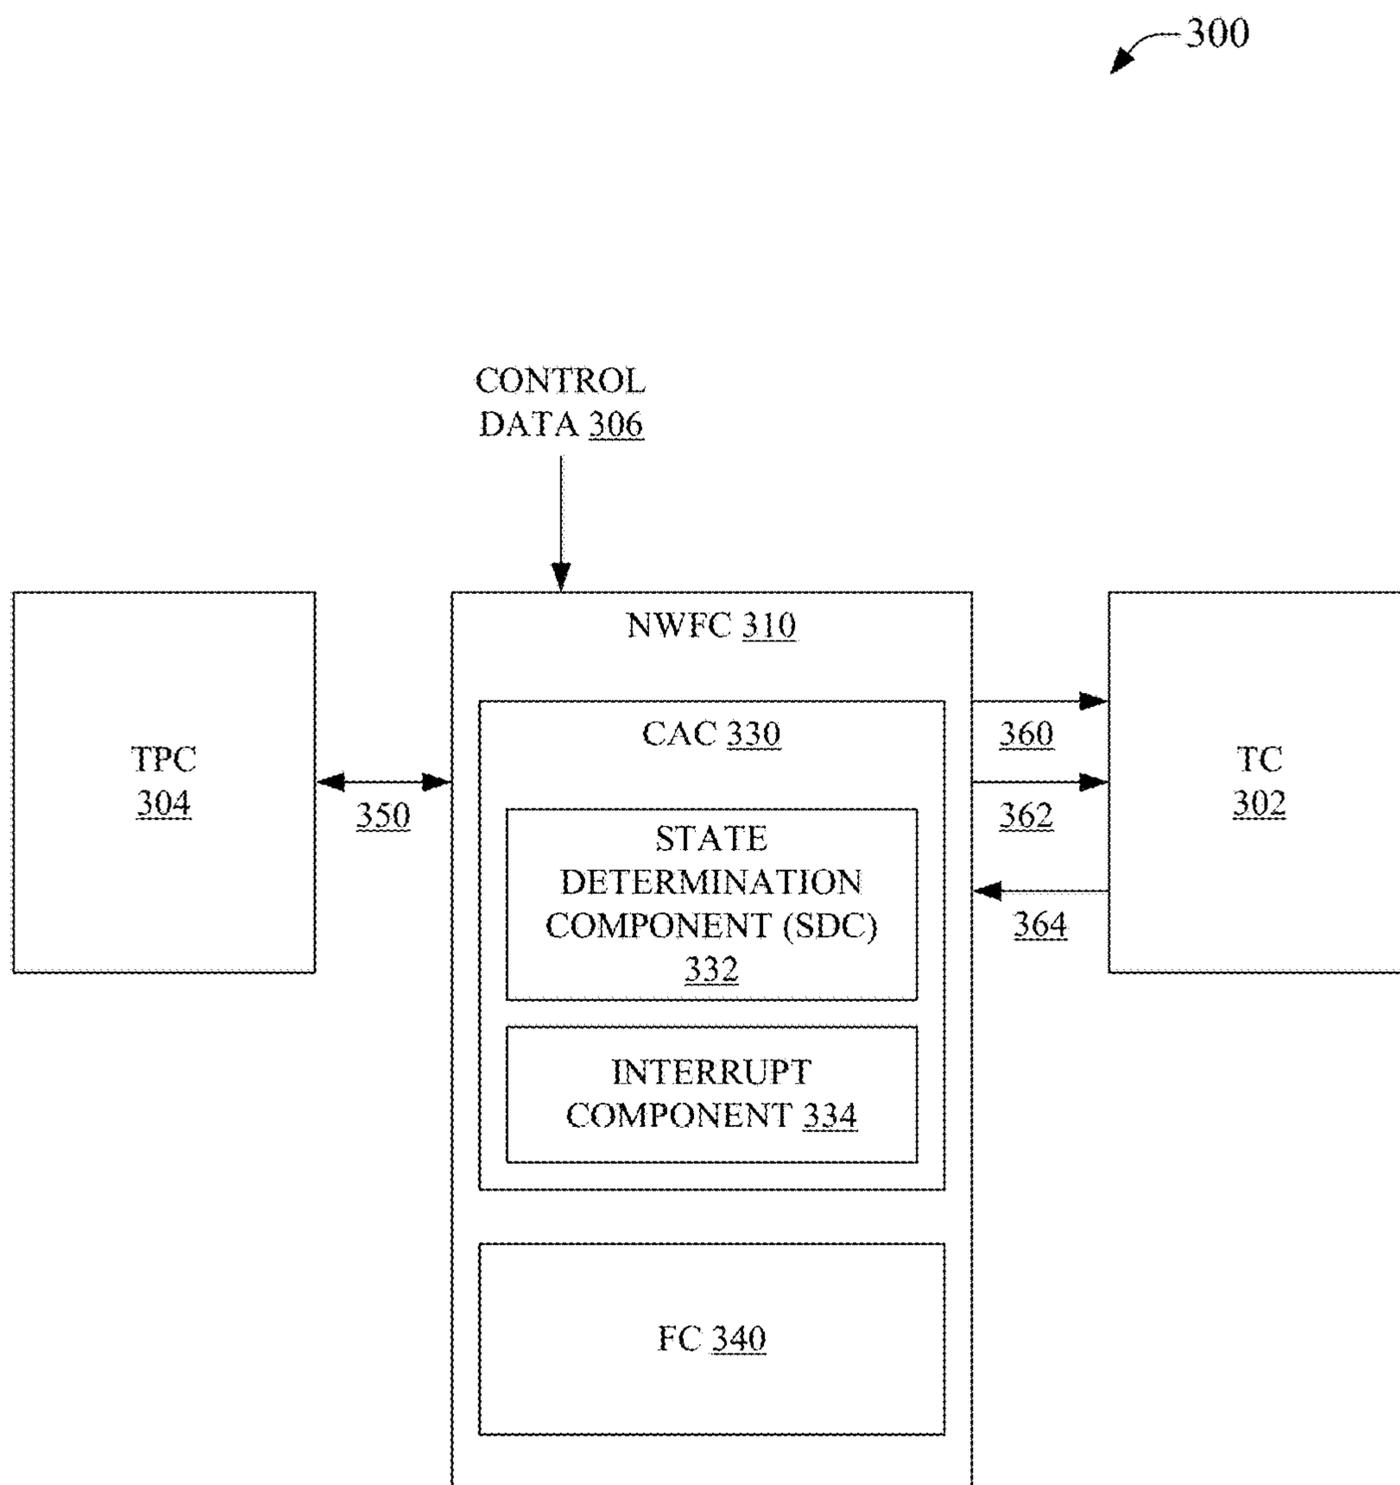 300
CONTROL
DATA 306
NWFC 310
CAC 330
TPC
304
350
STATE
DETERMINATION
COMPONENT (SDC)
332
INTERRUPT
COMPONENT 334
FC 340
360
362
364
TC
302